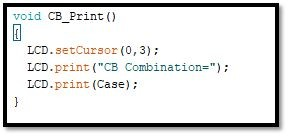 void CB_Print()
{
  LCD.setCursor(0,3);
  LCD.print("CB Combination=");
  LCD.print(Case);
}